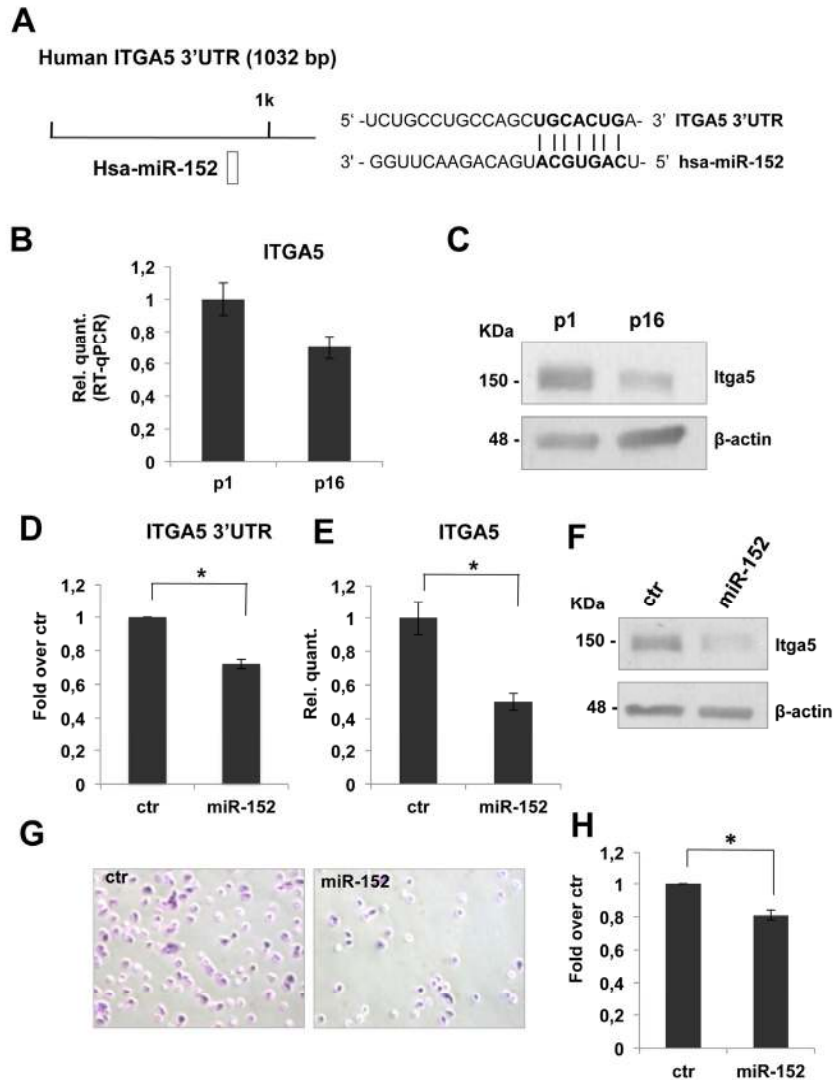 A
Human ITGA5 3'UTR (1032 bp)
1k
Hsa-miR-152
5' -UCUGCCUGCCAGCUGCACUGA- 3' ITGA5 3'UTR
3' - GGUUCAAGACAGUACGUGACU- 5' hsa-miR-152
B
ITGA5
Rel. quant.
(RT-qPCR)
1,2
1
0,8
0,6
0,4
0,2
0
p1 p16
C
KDa p1 p16
150 - Itga5
48 - β-actin
D
ITGA5 3'UTR
*
Fold over ctr
1,2
1
0,8
0,6
0,4
0,2
0
ctr miR-152
E
ITGA5
*
Rel. quant.
1,2
1
0,8
0,6
0,4
0,2
0
ctr miR-152
F
KDa ctr miR-152
150 - Itga5
48 - β-actin
G
ctr
miR-152
H
*
Fold over ctr
1,2
1
0,8
0,6
0,4
0,2
0
ctr miR-152